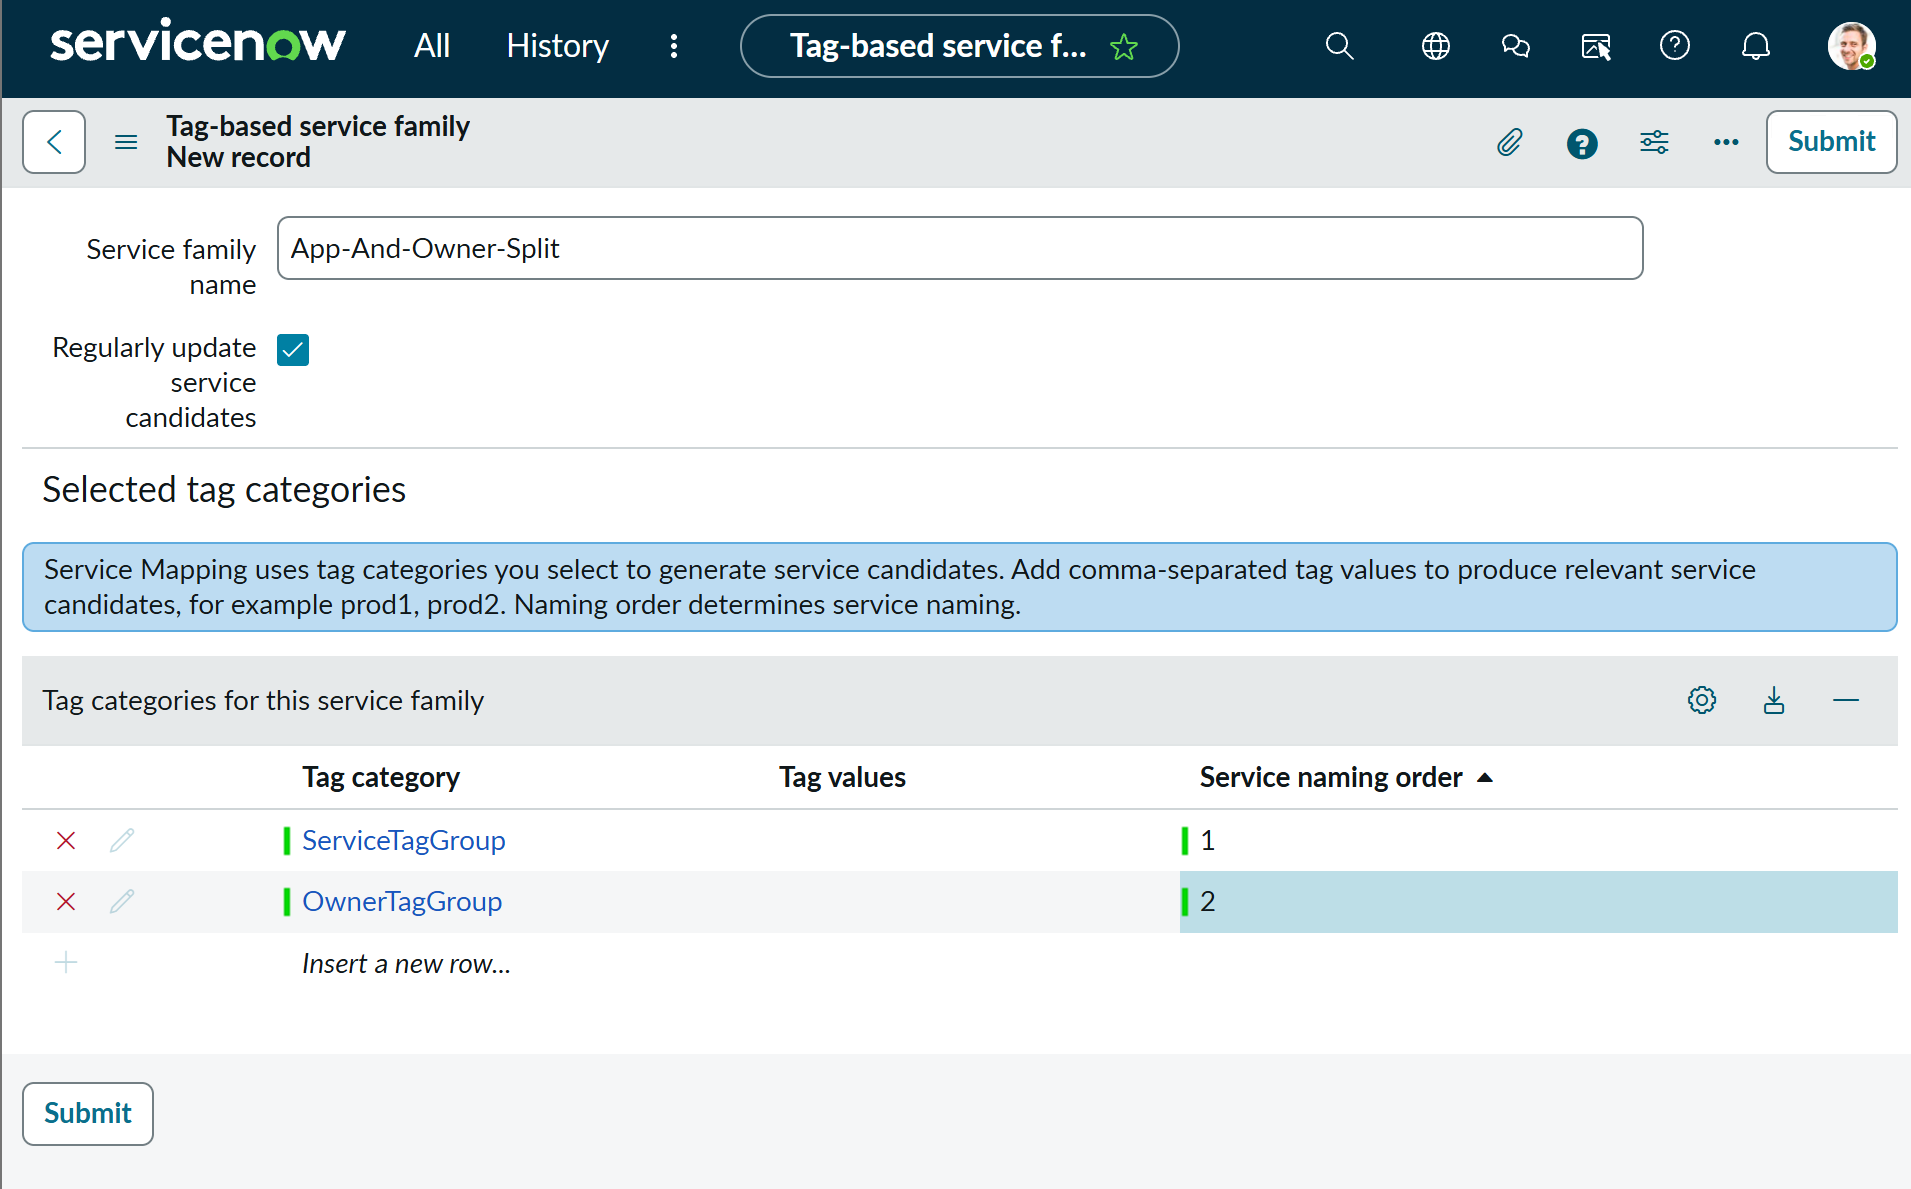 servicenow
All
History
Tag-based service f...
Tag-based service family
New record
Submit
Service family
name
App-And-Owner-Split
Regularly update
service
candidates
Selected tag categories
Service Mapping uses tag categories you select to generate service candidates. Add comma-separated tag values to produce relevant service
candidates, for example prod1, prod2. Naming order determines service naming.
Tag categories for this service family
Tag category
Tag values
Service naming order
ServiceTagGroup
1
OwnerTagGroup
2
Insert a new row...
Submit